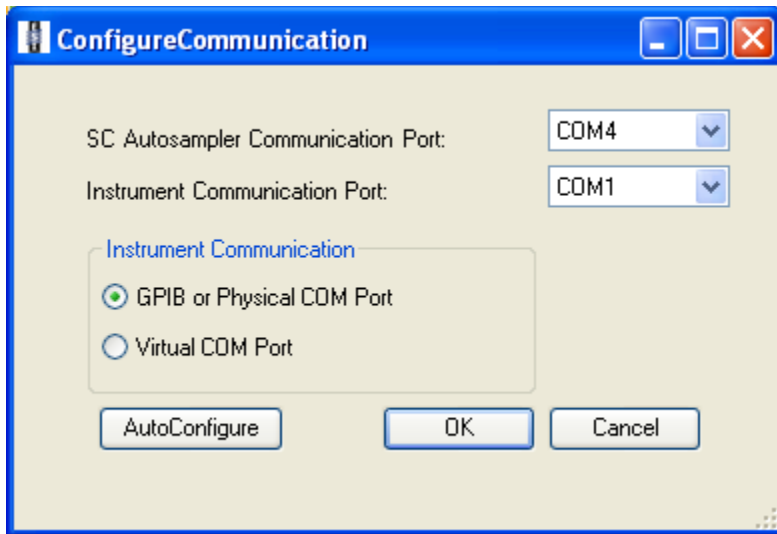 ConfigureCommunication
SC Autosampler Communication Port: COM4
Instrument Communication Port: COM1
Instrument Communication
GPIB or Physical COM Port
Virtual COM Port
AutoConfigure OK Cancel